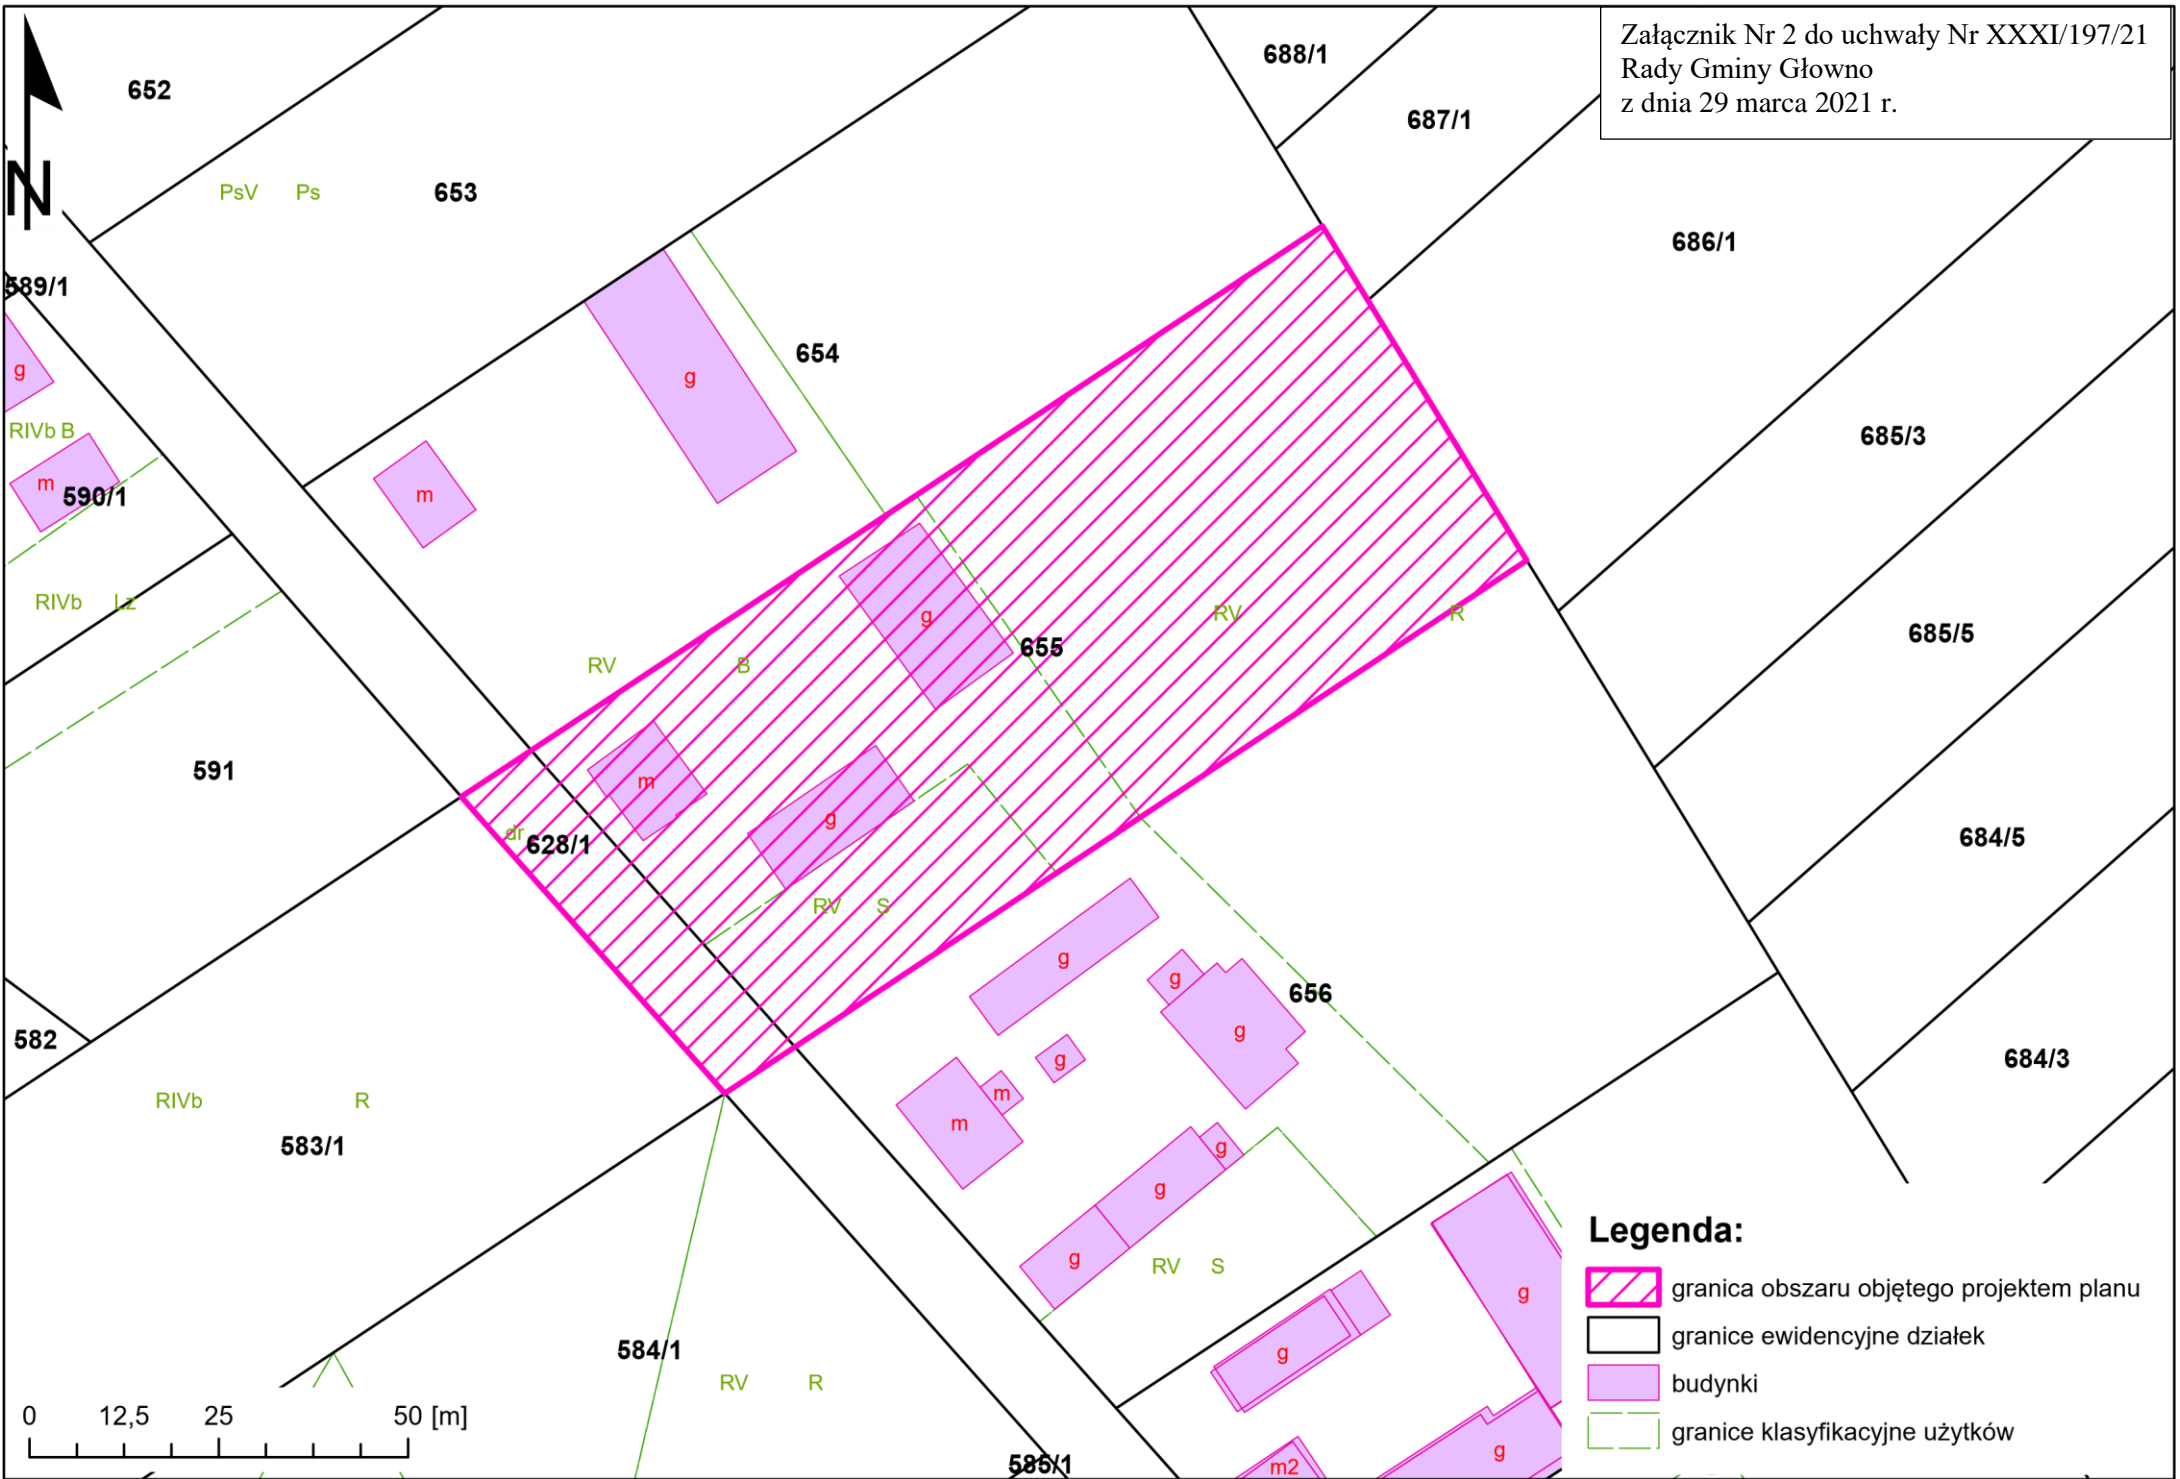 Załącznik Nr 2 do uchwały Nr XXXI/197/21
Rady Gminy Głowno
z dnia 29 marca 2021 r.
N
652
688/1
687/1
PsV Ps
653
686/1
589/1
654
g
g
RIVb B
m
590/1
m
685/3
RIVb Lz
g
655
RV
R
685/5
RV
B
591
m
g
dr
628/1
684/5
RV S
g
g
656
g
582
g
684/3
m
m
RIVb
R
583/1
g
g
g
RV S
584/1
RV
R
g
g
585/1
m2
g
0 12,5 25 50 [m]
Legenda:
granica obszaru objętego projektem planu
granice ewidencyjne działek
budynki
granice klasyfikacyjne użytków